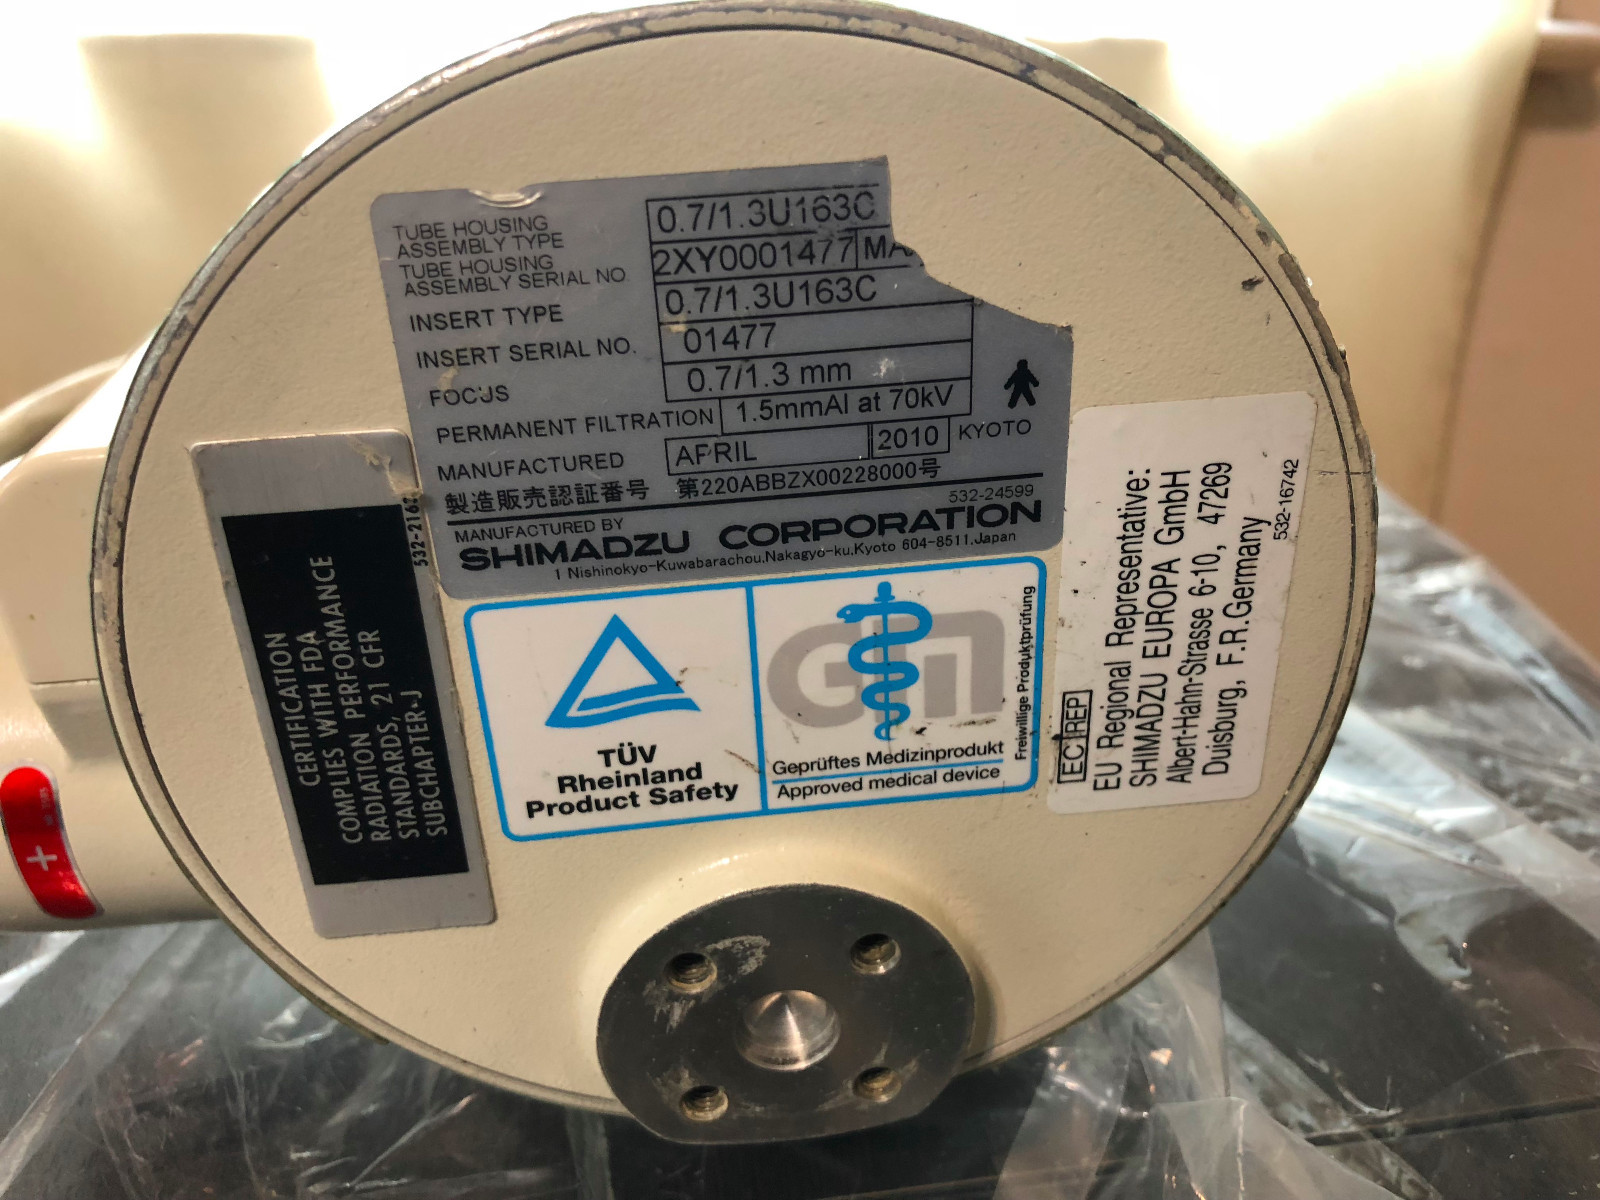 TUBE HOUSING
ASSEMBLY TYPE 0.7/1.3U163C
TUBE HOUSING
ASSEMBLY SERIAL NO. 2XY0001477
INSERT TYPE 0.7/1.3U163C
INSERT SERIAL NO. 01477
FOCUS 0.7/1.3 mm
PERMANENT FILTRATION 1.5mmAl at 70kV
MANUFACTURED APRIL 2010 KYOTO
製造販売認証番号 第220ABBZX00228000号
532-24599
MANUFACTURED BY
SHIMADZU CORPORATION
1 Nishinokyo-Kuwabarachou,Nakagyo-ku,Kyoto 604-8511,Japan
CERTIFICATION
COMPLIES WITH FDA
RADIATION PERFORMANCE
STANDARDS, 21 CFR
SUBCHAPTER-J
TÜV
Rheinland
Product Safety
GM
Geprüftes Medizinprodukt
Approved medical device
Freiwillige Produktprüfung
EC REP
EU Regional Representative:
SHIMADZU EUROPA GmbH
Albert-Hahn-Strasse 6-10, 47269
Duisburg, F.R.Germany
532-16742
+